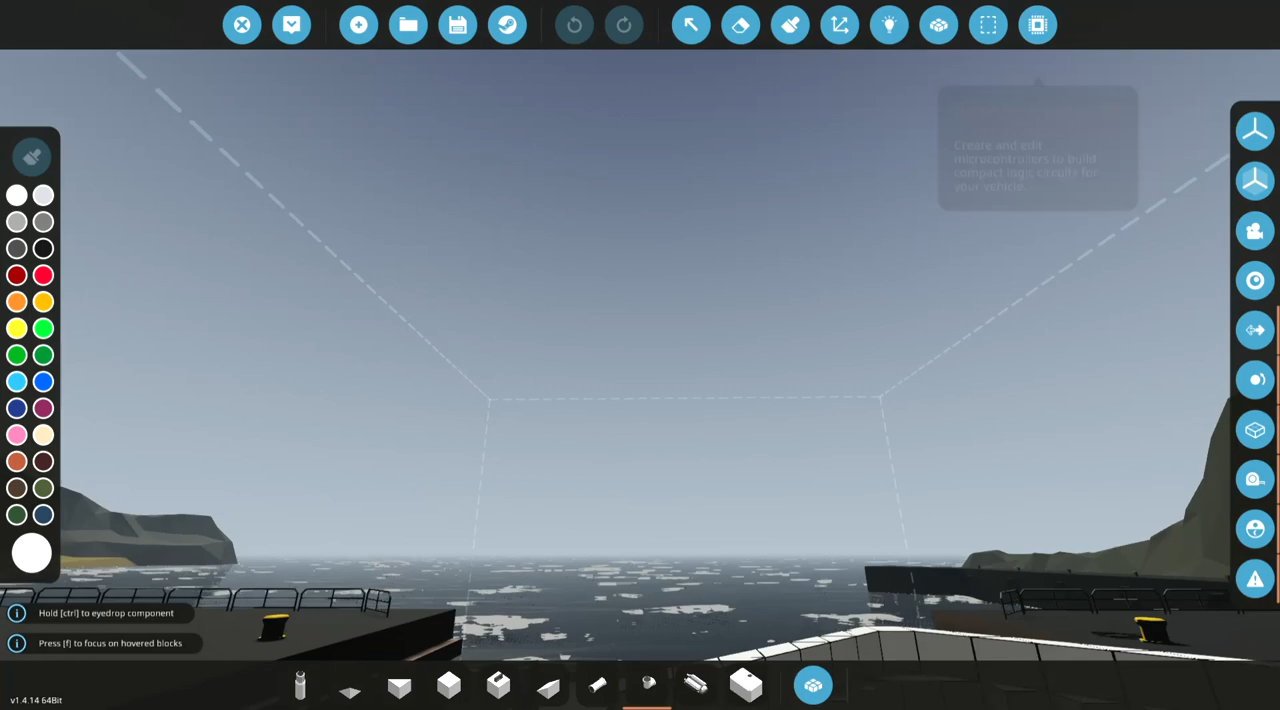 Create and edit
microcontrollers to build
compact logic circuits for
your vehicle.
Hold [ctrl] to eyedrop component
Press [f] to focus on hovered blocks
v1.4.14 64Bit